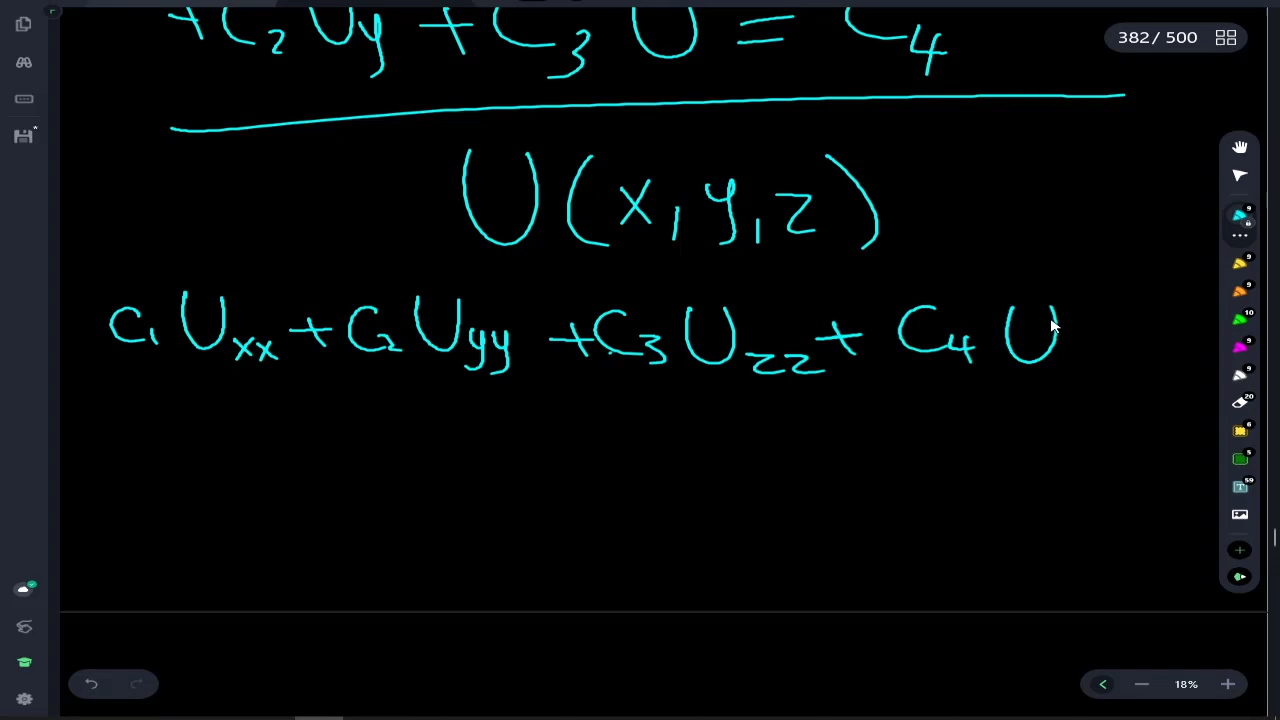 +C₂Uy + C₃U = C₄
382 / 500
U(x, y, z)
C₁Uxx + C₂Uyy + C₃Uzz + C₄U
18%